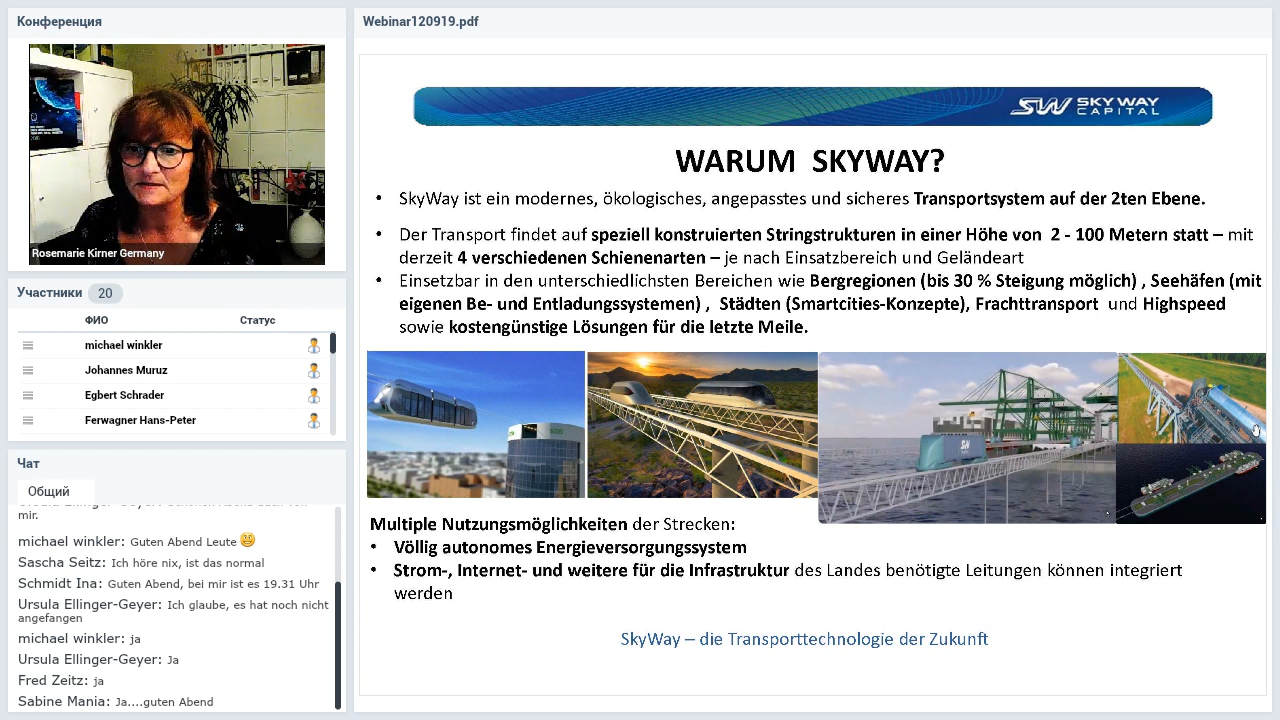 Конференция
Rosemarie Kirner Germany
Участники 20
ФИО Статус
michael winkler
Johannes Muruz
Egbert Schrader
Ferwagner Hans-Peter
Чат
Общий
mir.
michael winkler: Guten Abend Leute
Sascha Seitz: Ich höre nix, ist das normal
Schmidt Ina: Guten Abend, bei mir ist es 19.31 Uhr
Ursula Ellinger-Geyer: Ich glaube, es hat noch nicht
angefangen
michael winkler: ja
Ursula Ellinger-Geyer: Ja
Fred Zeitz: ja
Sabine Mania: Ja....guten Abend
Webinar120919.pdf
SW SKYWAY
CAPITAL
WARUM SKYWAY?
• SkyWay ist ein modernes, ökologisches, angepasstes und sicheres Transportsystem auf der 2ten Ebene.
• Der Transport findet auf speziell konstruierten Stringstrukturen in einer Höhe von 2 - 100 Metern statt – mit
derzeit 4 verschiedenen Schienenarten – je nach Einsatzbereich und Geländeart
• Einsetzbar in den unterschiedlichsten Bereichen wie Bergregionen (bis 30 % Steigung möglich) , Seehäfen (mit
eigenen Be- und Entladungssystemen) , Städten (Smartcities-Konzepte), Frachttransport und Highspeed
sowie kostengünstige Lösungen für die letzte Meile.
SW
Multiple Nutzungsmöglichkeiten der Strecken:
• Völlig autonomes Energieversorgungssystem
• Strom-, Internet- und weitere für die Infrastruktur des Landes benötigte Leitungen können integriert
werden
SkyWay – die Transporttechnologie der Zukunft